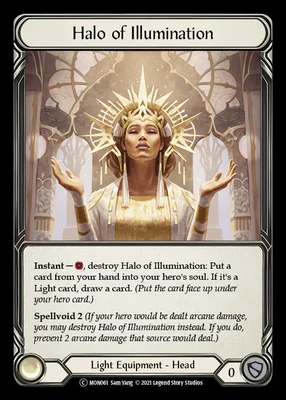 Halo of Illumination
Instant — , destroy Halo of Illumination: Put a
card from your hand into your hero's soul. If it's a
Light card, draw a card. (Put the card face up under
your hero card.)
Spellvoid 2 (If your hero would be dealt arcane damage,
you may destroy Halo of Illumination instead. If you do,
prevent 2 arcane damage that source would deal.)
Light Equipment - Head
0
C MON061 Sam Yang © 2021 Legend Story Studios